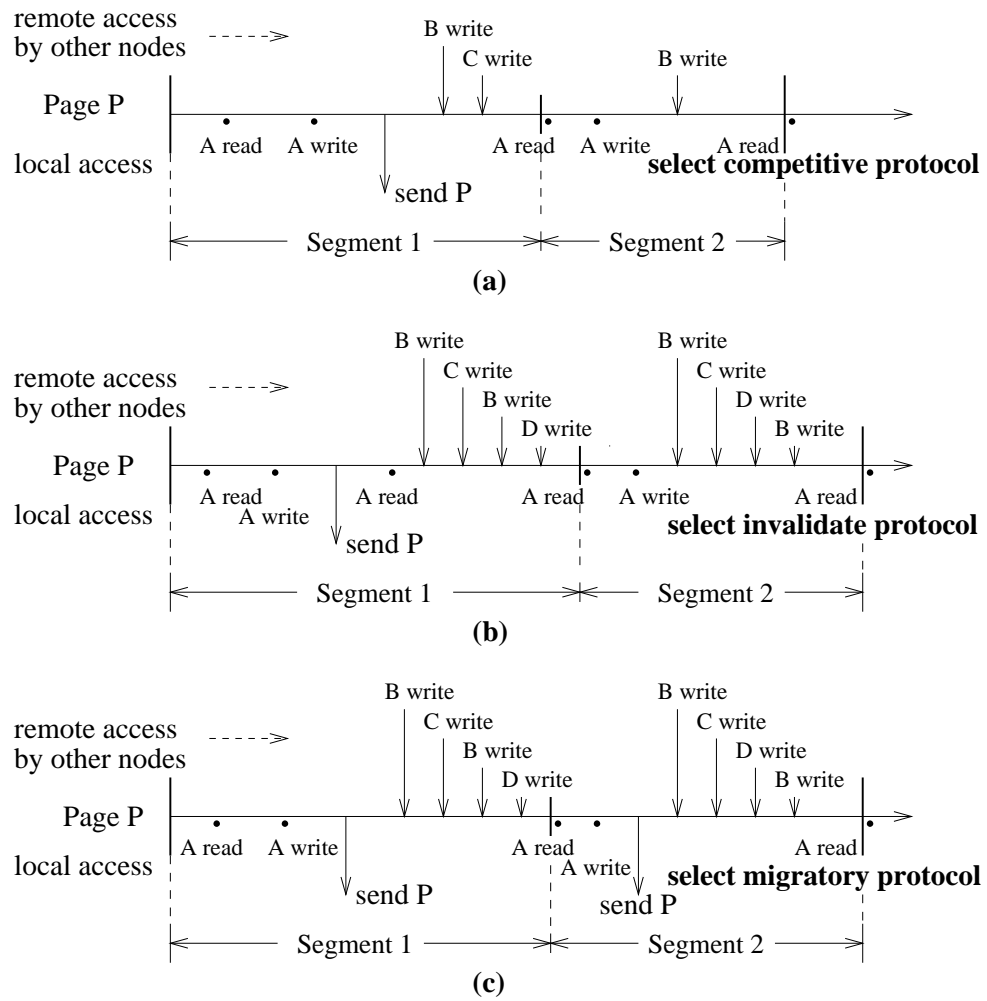 remote access
by other nodes
B write
C write
B write
Page P
A read
A write
A read
A write
A read
local access
select competitive protocol
send P
Segment 1
Segment 2
(a)
B write
C write
B write
D write
B write
C write
D write
B write
remote access
by other nodes
Page P
A read
A write
A read
A read
A write
A read
local access
select invalidate protocol
send P
Segment 1
Segment 2
(b)
B write
C write
B write
D write
B write
C write
D write
B write
remote access
by other nodes
Page P
A read
A write
A read
A write
A read
local access
select migratory protocol
send P
send P
Segment 1
Segment 2
(c)